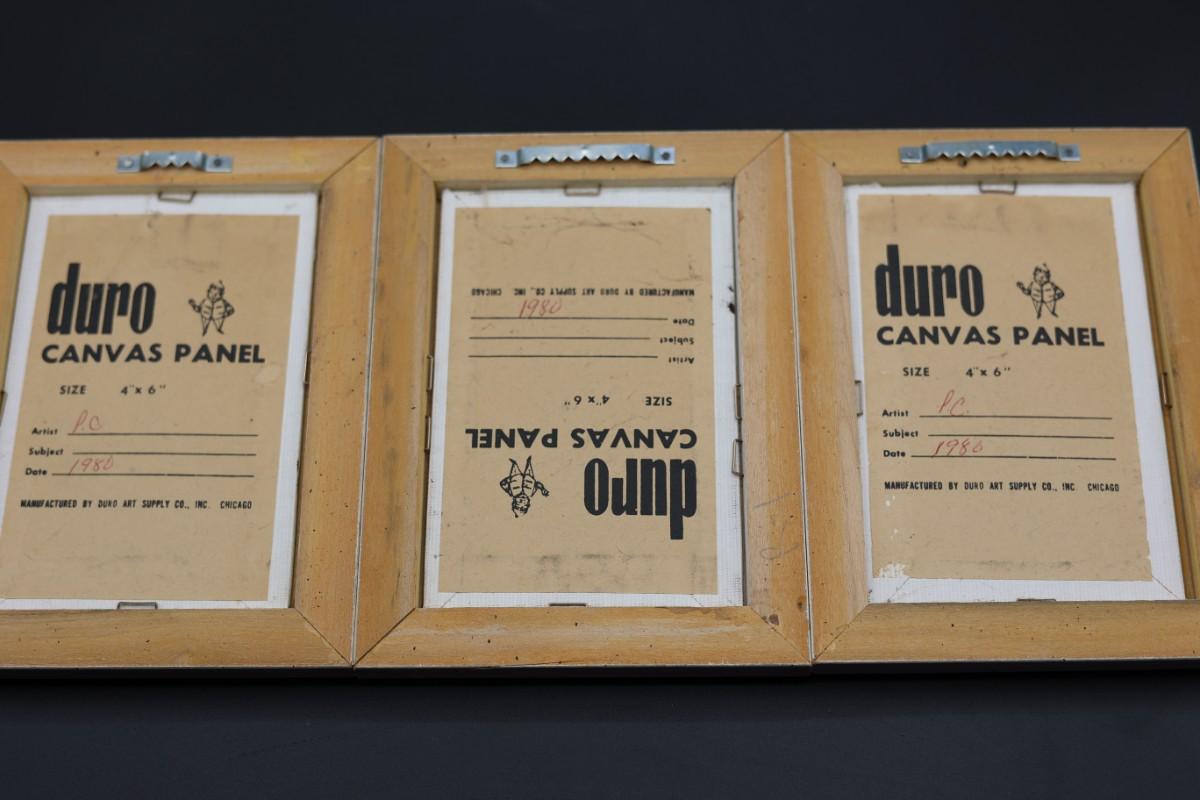 duro
CANVAS PANEL
SIZE 4"x 6"
Artist P.C
Subject
Date 1980
MANUFACTURED BY DURO ART SUPPLY CO., INC. CHICAGO
duro
CANVAS PANEL
SIZE 4"x 6"
Artist
Subject
Date 1980
MANUFACTURED BY DURO ART SUPPLY CO., INC. CHICAGO
duro
CANVAS PANEL
SIZE 4"x 6"
Artist P.C.
Subject
Date 1980
MANUFACTURED BY DURO ART SUPPLY CO., INC. CHICAGO